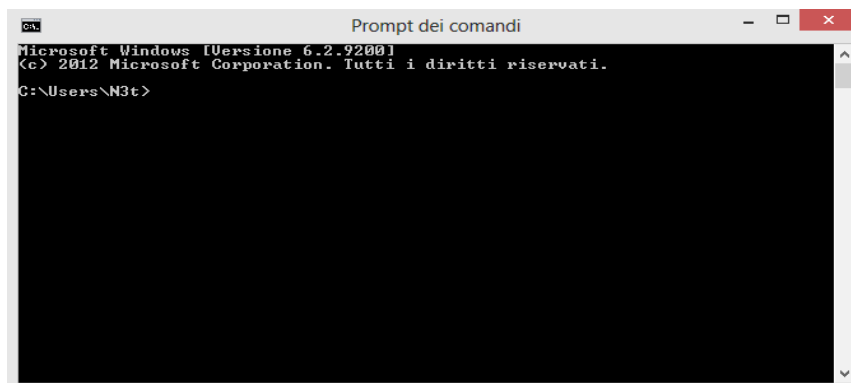 C:\.
Prompt dei comandi
Microsoft Windows [Versione 6.2.9200]
(c) 2012 Microsoft Corporation. Tutti i diritti riservati.
C:\Users\N3t>